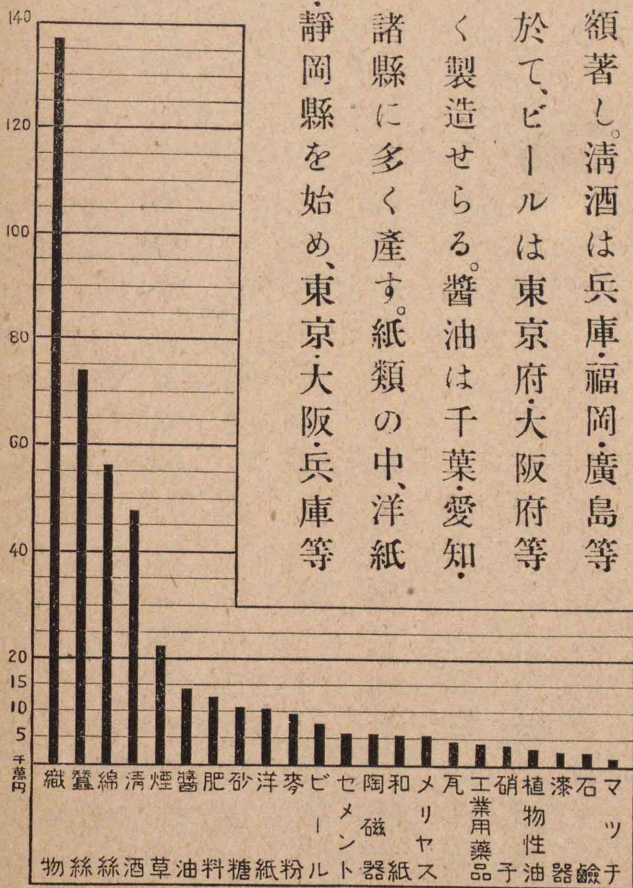 額著し。淸酒は兵庫・福岡・廣島等
於て、ビールは東京府・大阪府等
く製造せらる。醬油は千葉・愛知・
諸縣に多く產す。紙類の中、洋紙
靜岡縣を始め、東京・大阪・兵庫等
140
120
100
80
60
40
20
15
10
5
千萬円
織物
蠶絲
綿絲
淸酒
煙草
醬油
肥料
砂糖
洋紙
麥粉
ビール
セメント
陶磁器
和紙
メリヤス
瓦
工業用藥品
硝子
植物性油
漆器
石鹼
マッチ